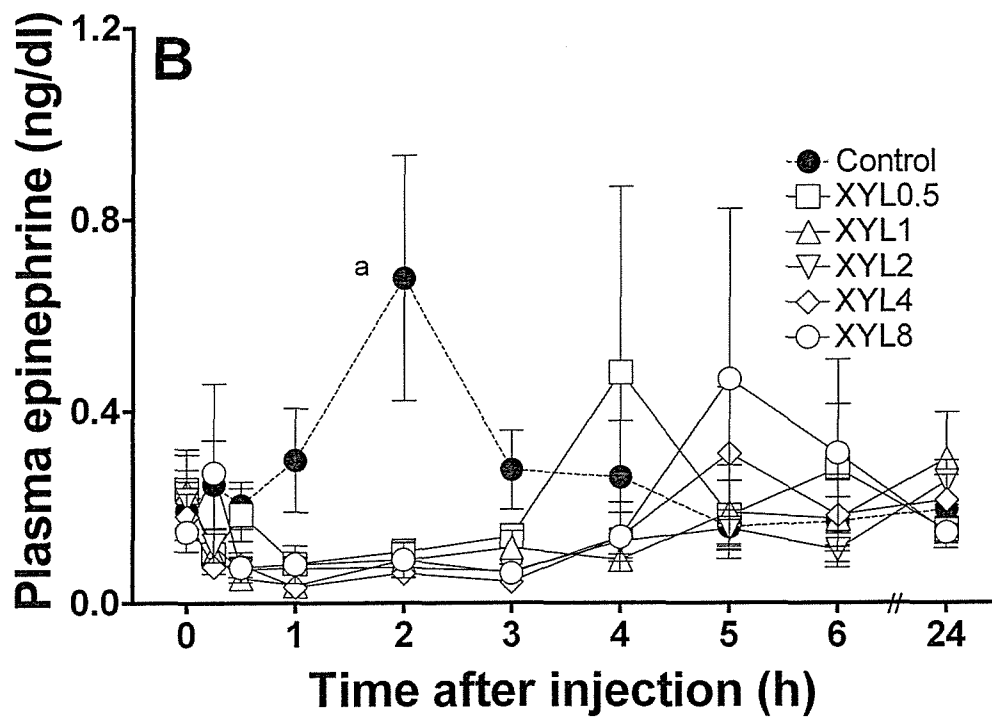 B
Plasma epinephrine (ng/dl)
1.2
0.8
0.4
0.0
a
Control
XYL0.5
XYL1
XYL2
XYL4
XYL8
0 1 2 3 4 5 6 // 24
Time after injection (h)